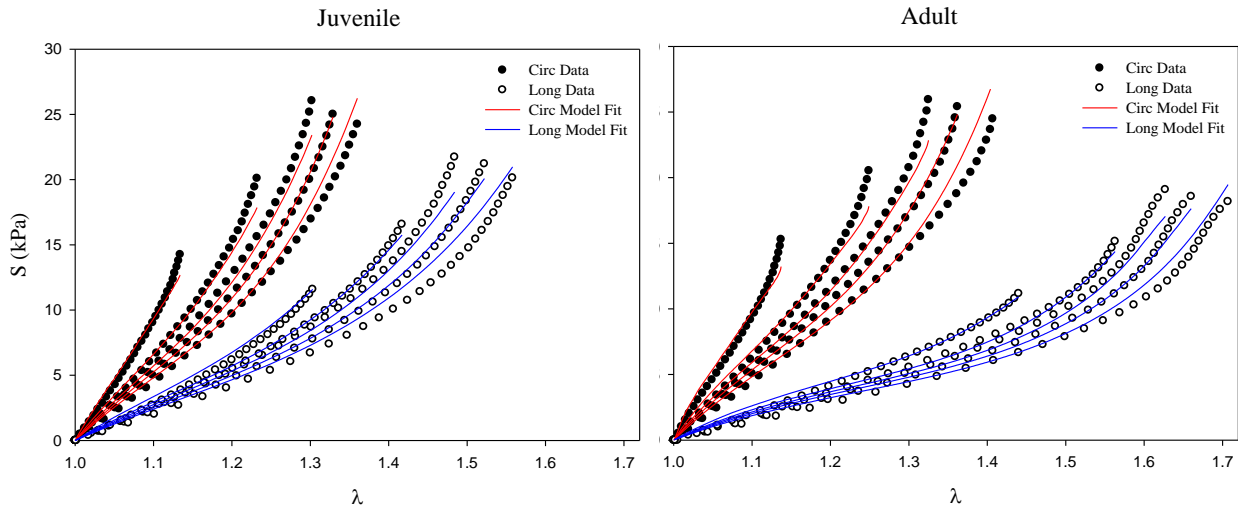 Juvenile
Adult
30
25
20
15
10
5
0
S (kPa)
Circ Data
Long Data
Circ Model Fit
Long Model Fit
1.0 1.1 1.2 1.3 1.4 1.5 1.6 1.7
λ
Circ Data
Long Data
Circ Model Fit
Long Model Fit
1.0 1.1 1.2 1.3 1.4 1.5 1.6 1.7
λ